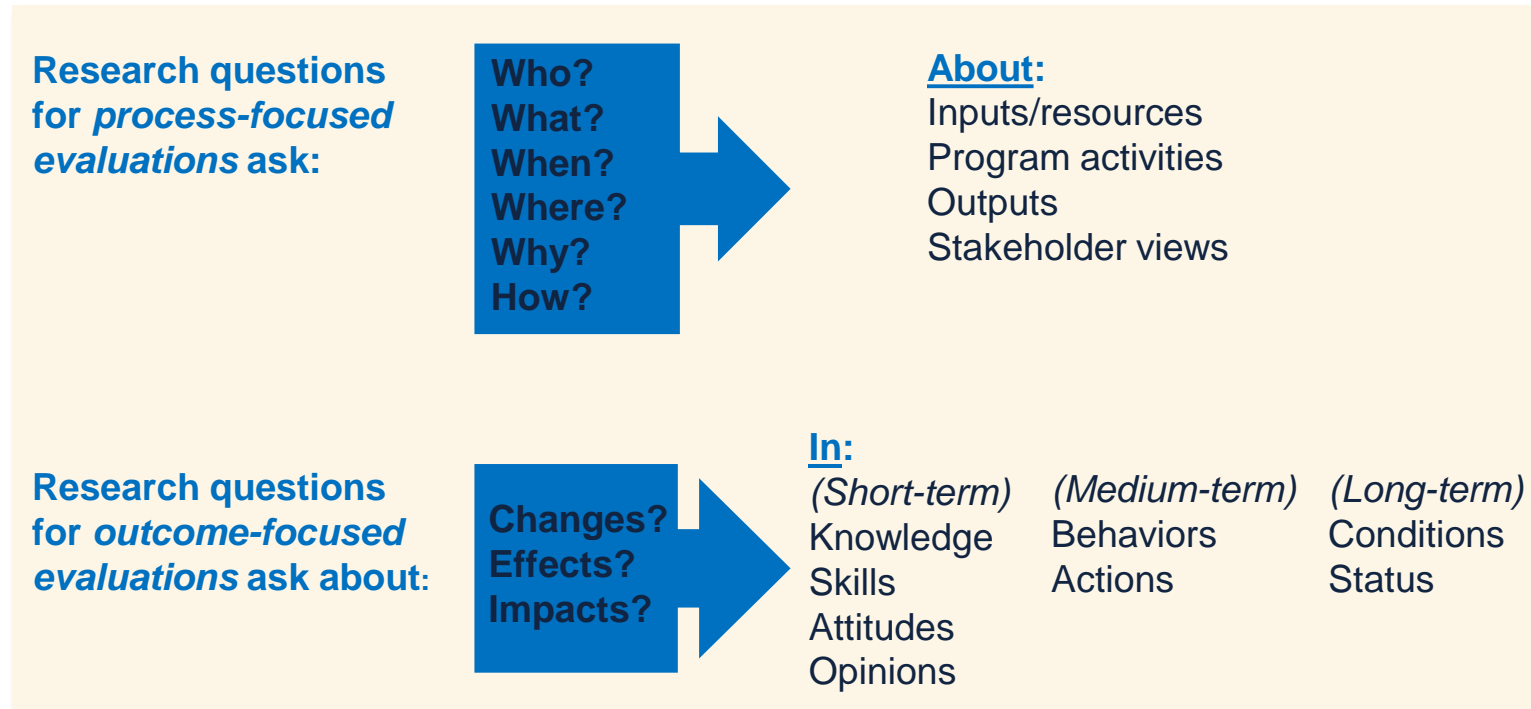 Research questions
for process-focused
evaluations ask:
Who?
What?
When?
Where?
Why?
How?
About:
Inputs/resources
Program activities
Outputs
Stakeholder views
Research questions
for outcome-focused
evaluations ask about:
Changes?
Effects?
Impacts?
In:
(Short-term)
Knowledge
Skills
Attitudes
Opinions
(Medium-term)
Behaviors
Actions
(Long-term)
Conditions
Status